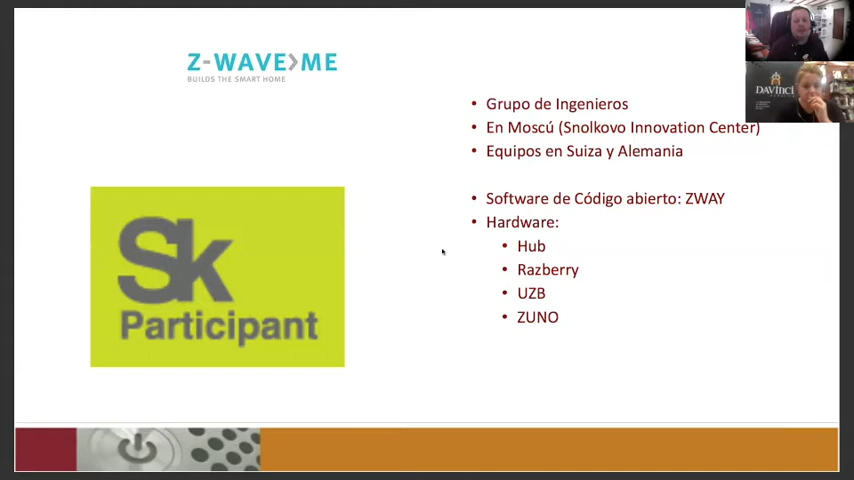 Z-WAVE>ME
BUILDS THE SMART HOME
• Grupo de Ingenieros
• En Moscú (Snolkovo Innovation Center)
• Equipos en Suiza y Alemania
• Software de Código abierto: ZWAY
• Hardware:
• Hub
• Razberry
• UZB
• ZUNO
Sk
Participant
DAVINCI